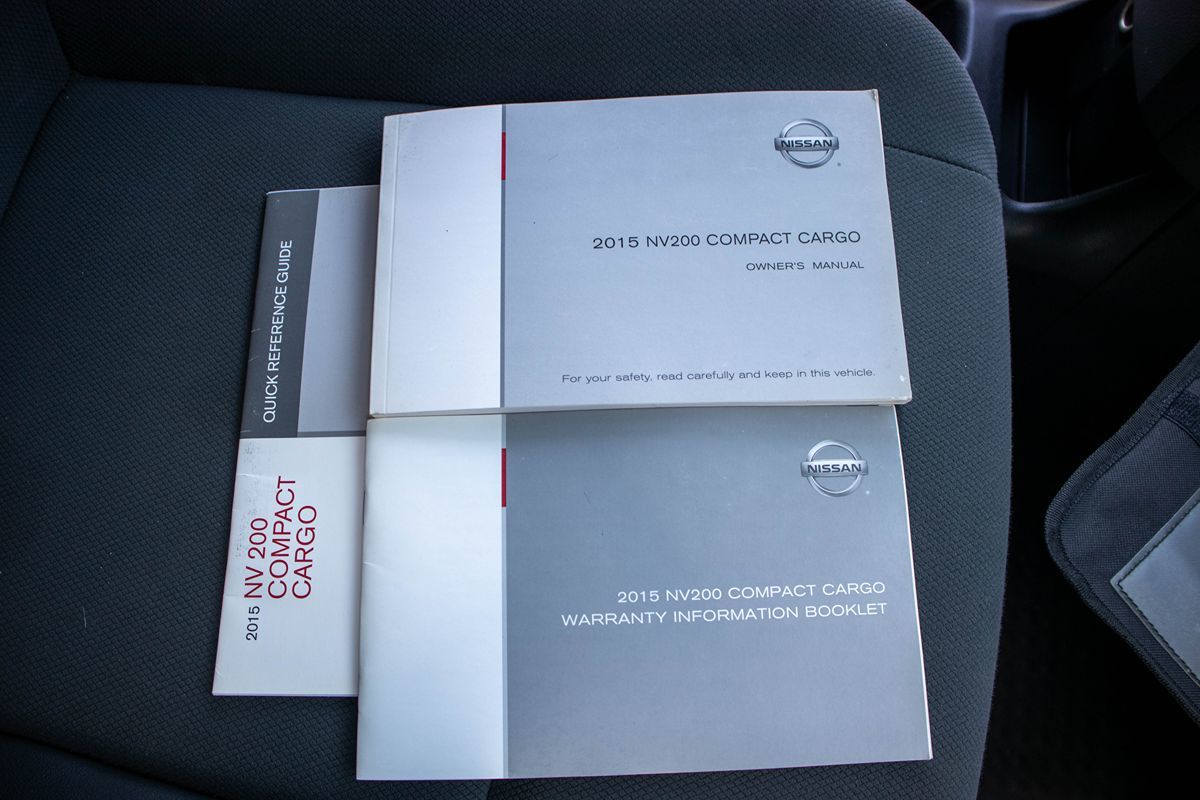 NISSAN
2015 NV200 COMPACT CARGO
OWNER'S MANUAL
For your safety, read carefully and keep in this vehicle.
QUICK REFERENCE GUIDE
2015 NV 200
COMPACT
CARGO
NISSAN
2015 NV200 COMPACT CARGO
WARRANTY INFORMATION BOOKLET